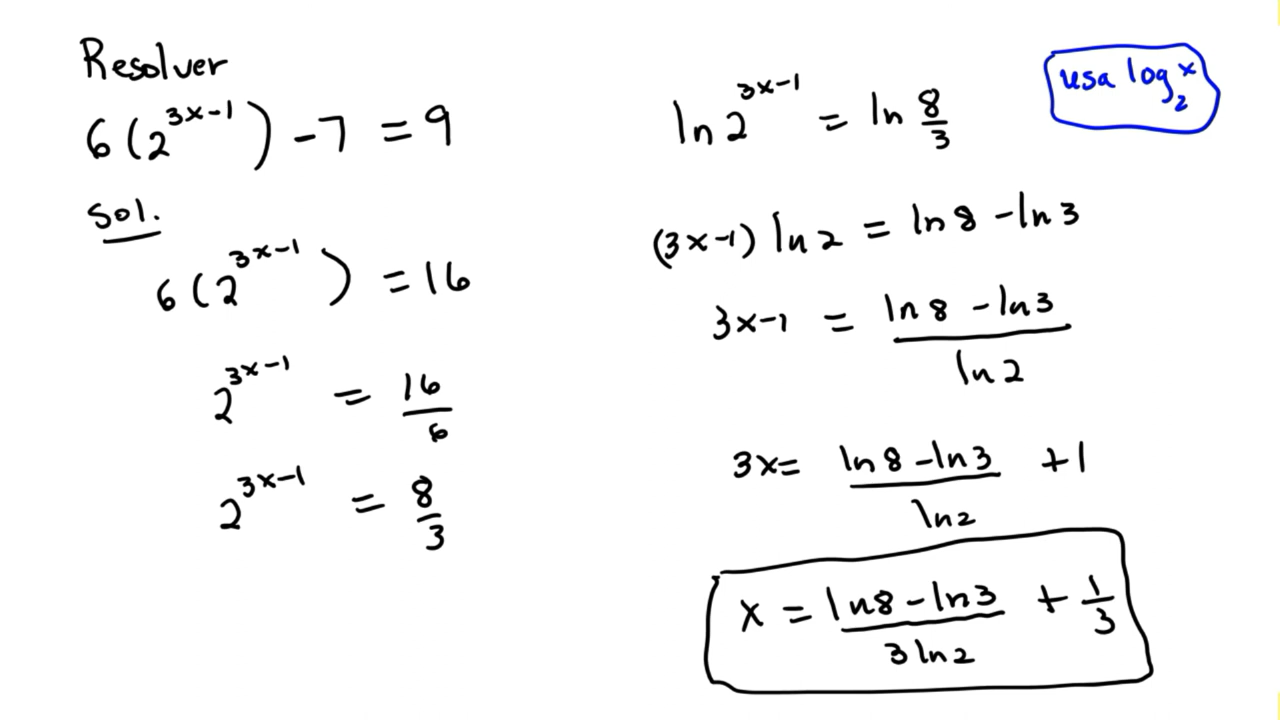 Resolver
6(2^{3x-1}) - 7 = 9
Sol.
6(2^{3x-1}) = 16
2^{3x-1} = 16/6
2^{3x-1} = 8/3
ln 2^{3x-1} = ln 8/3
(3x-1) ln 2 = ln 8 - ln 3
3x-1 = (ln 8 - ln 3)/(ln 2)
3x = (ln 8 - ln 3)/(ln 2) + 1
x = (ln 8 - ln 3)/(3 ln 2) + 1/3
usa log_2^x